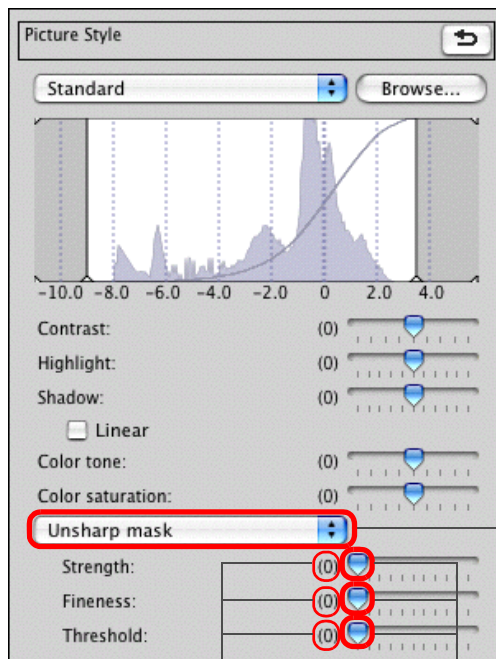 Picture Style
Standard Browse...
-10.0 -8.0 -6.0 -4.0 -2.0 0 2.0 4.0
Contrast: (0)
Highlight: (0)
Shadow: (0)
Linear
Color tone: (0)
Color saturation: (0)
Unsharp mask
Strength: (0)
Fineness: (0)
Threshold: (0)